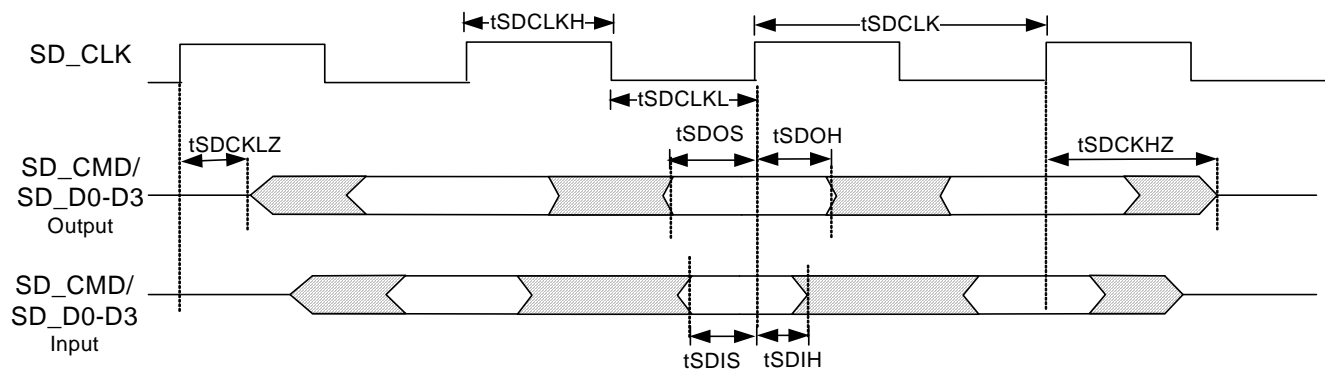 tSDCLKH
tSDCLK
SD_CLK
tSDCLKL
tSDCKLZ
tSDOS
tSDOH
tSDCKHZ
SD_CMD/
SD_D0-D3
Output
SD_CMD/
SD_D0-D3
Input
tSDIS
tSDIH